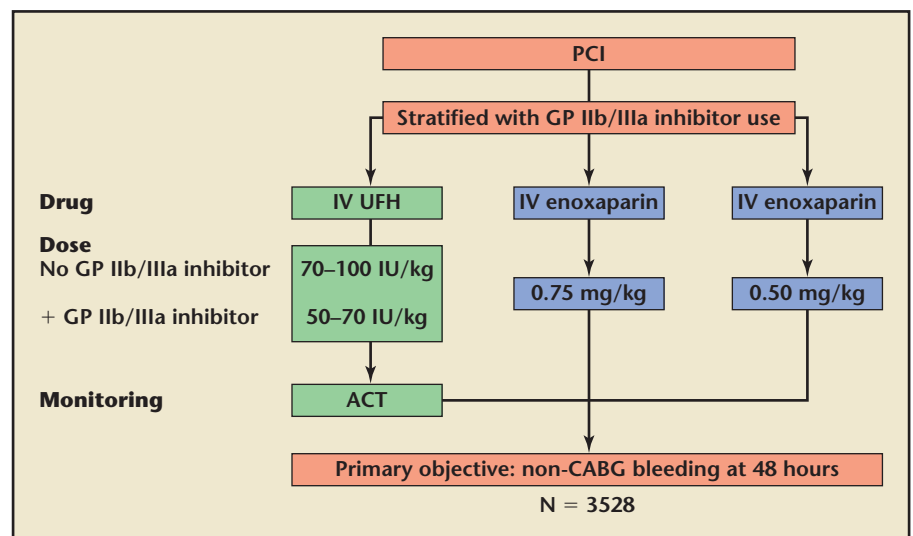 PCI
Stratified with GP IIb/IIIa inhibitor use
Drug
IV UFH
IV enoxaparin
IV enoxaparin
Dose
No GP IIb/IIIa inhibitor
70–100 IU/kg
0.75 mg/kg
0.50 mg/kg
+ GP IIb/IIIa inhibitor
50–70 IU/kg
Monitoring
ACT
Primary objective: non-CABG bleeding at 48 hours
N = 3528